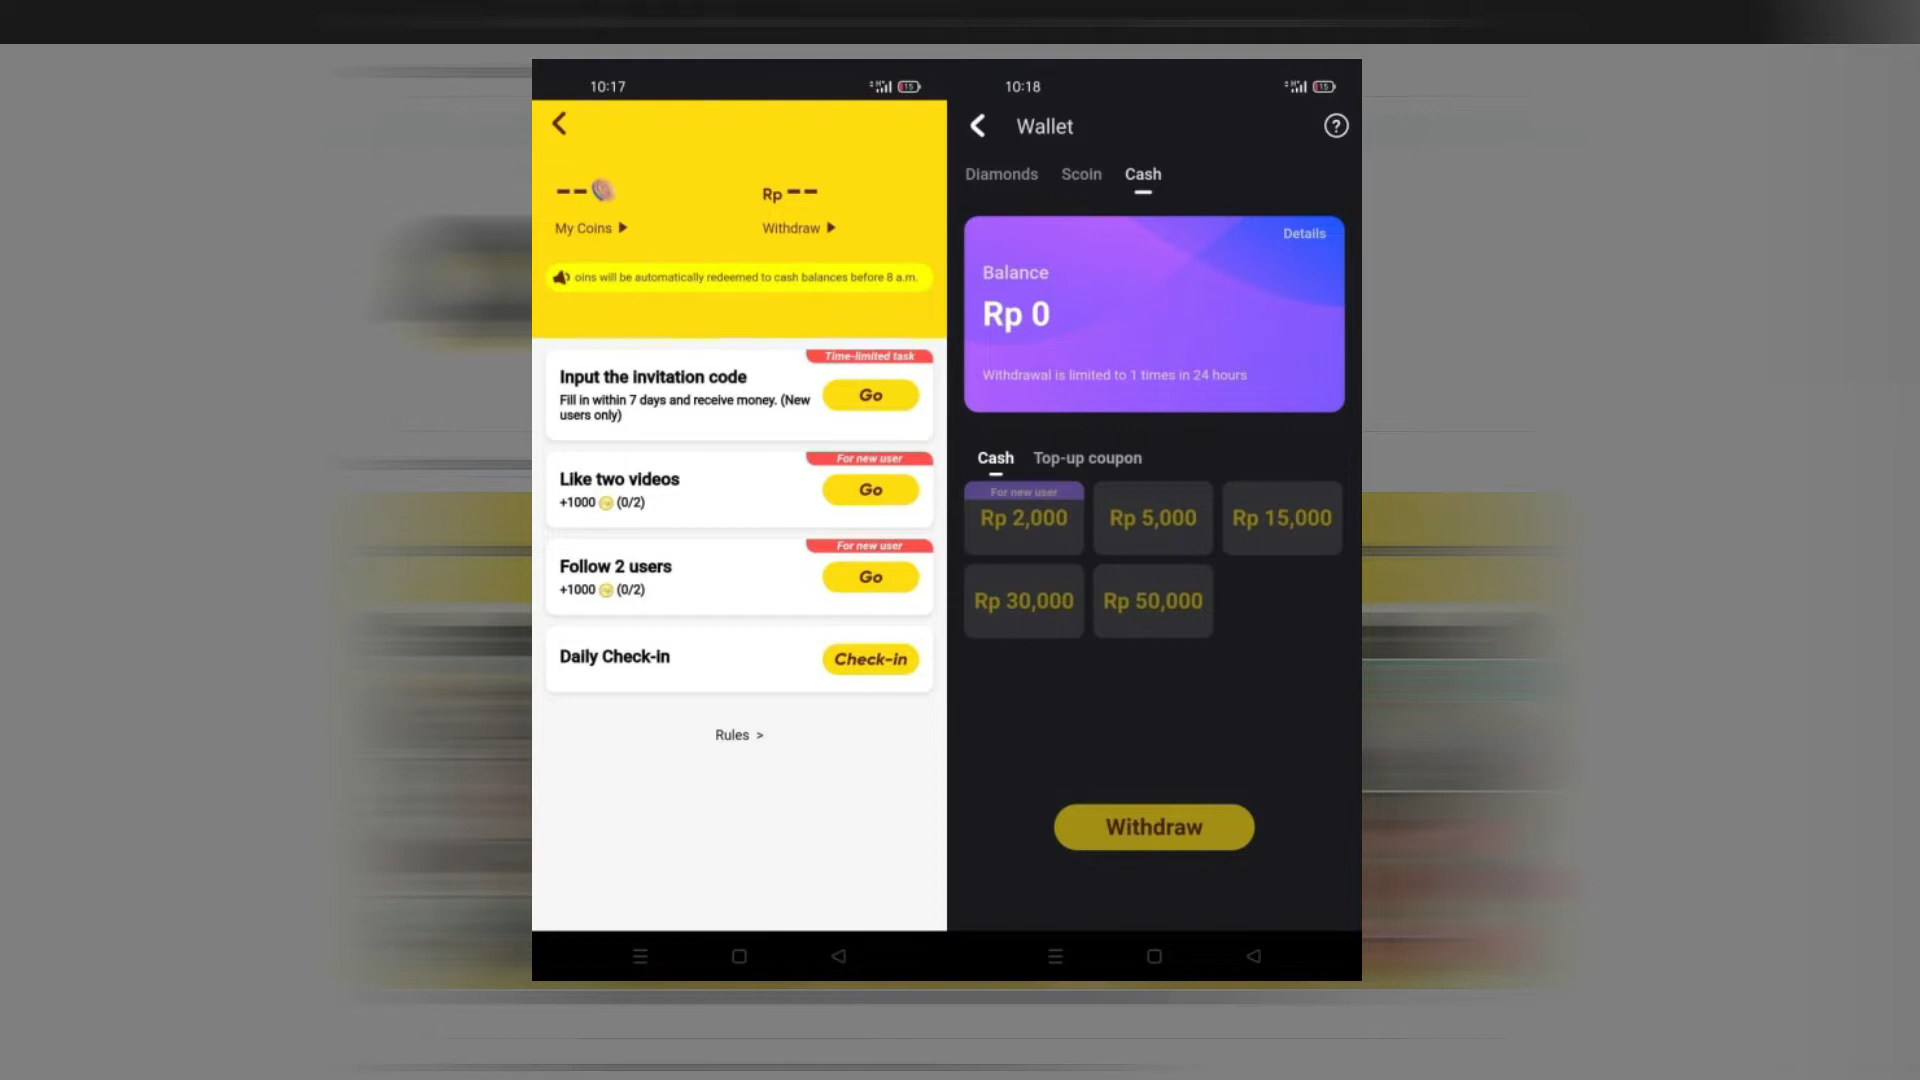 10:17
15
-- 
Rp --
My Coins
Withdraw
oins will be automatically redeemed to cash balances before 8 a.m.
Time-limited task
Input the invitation code
Fill in within 7 days and receive money. (New
users only)
Go
For new user
Like two videos
+1000 (0/2)
Go
For new user
Follow 2 users
+1000 (0/2)
Go
Daily Check-in
Check-in
Rules >
10:18
15
Wallet
?
Diamonds
Scoin
Cash
Details
Balance
Rp 0
Withdrawal is limited to 1 times in 24 hours
Cash
Top-up coupon
For new user
Rp 2,000
Rp 5,000
Rp 15,000
Rp 30,000
Rp 50,000
Withdraw